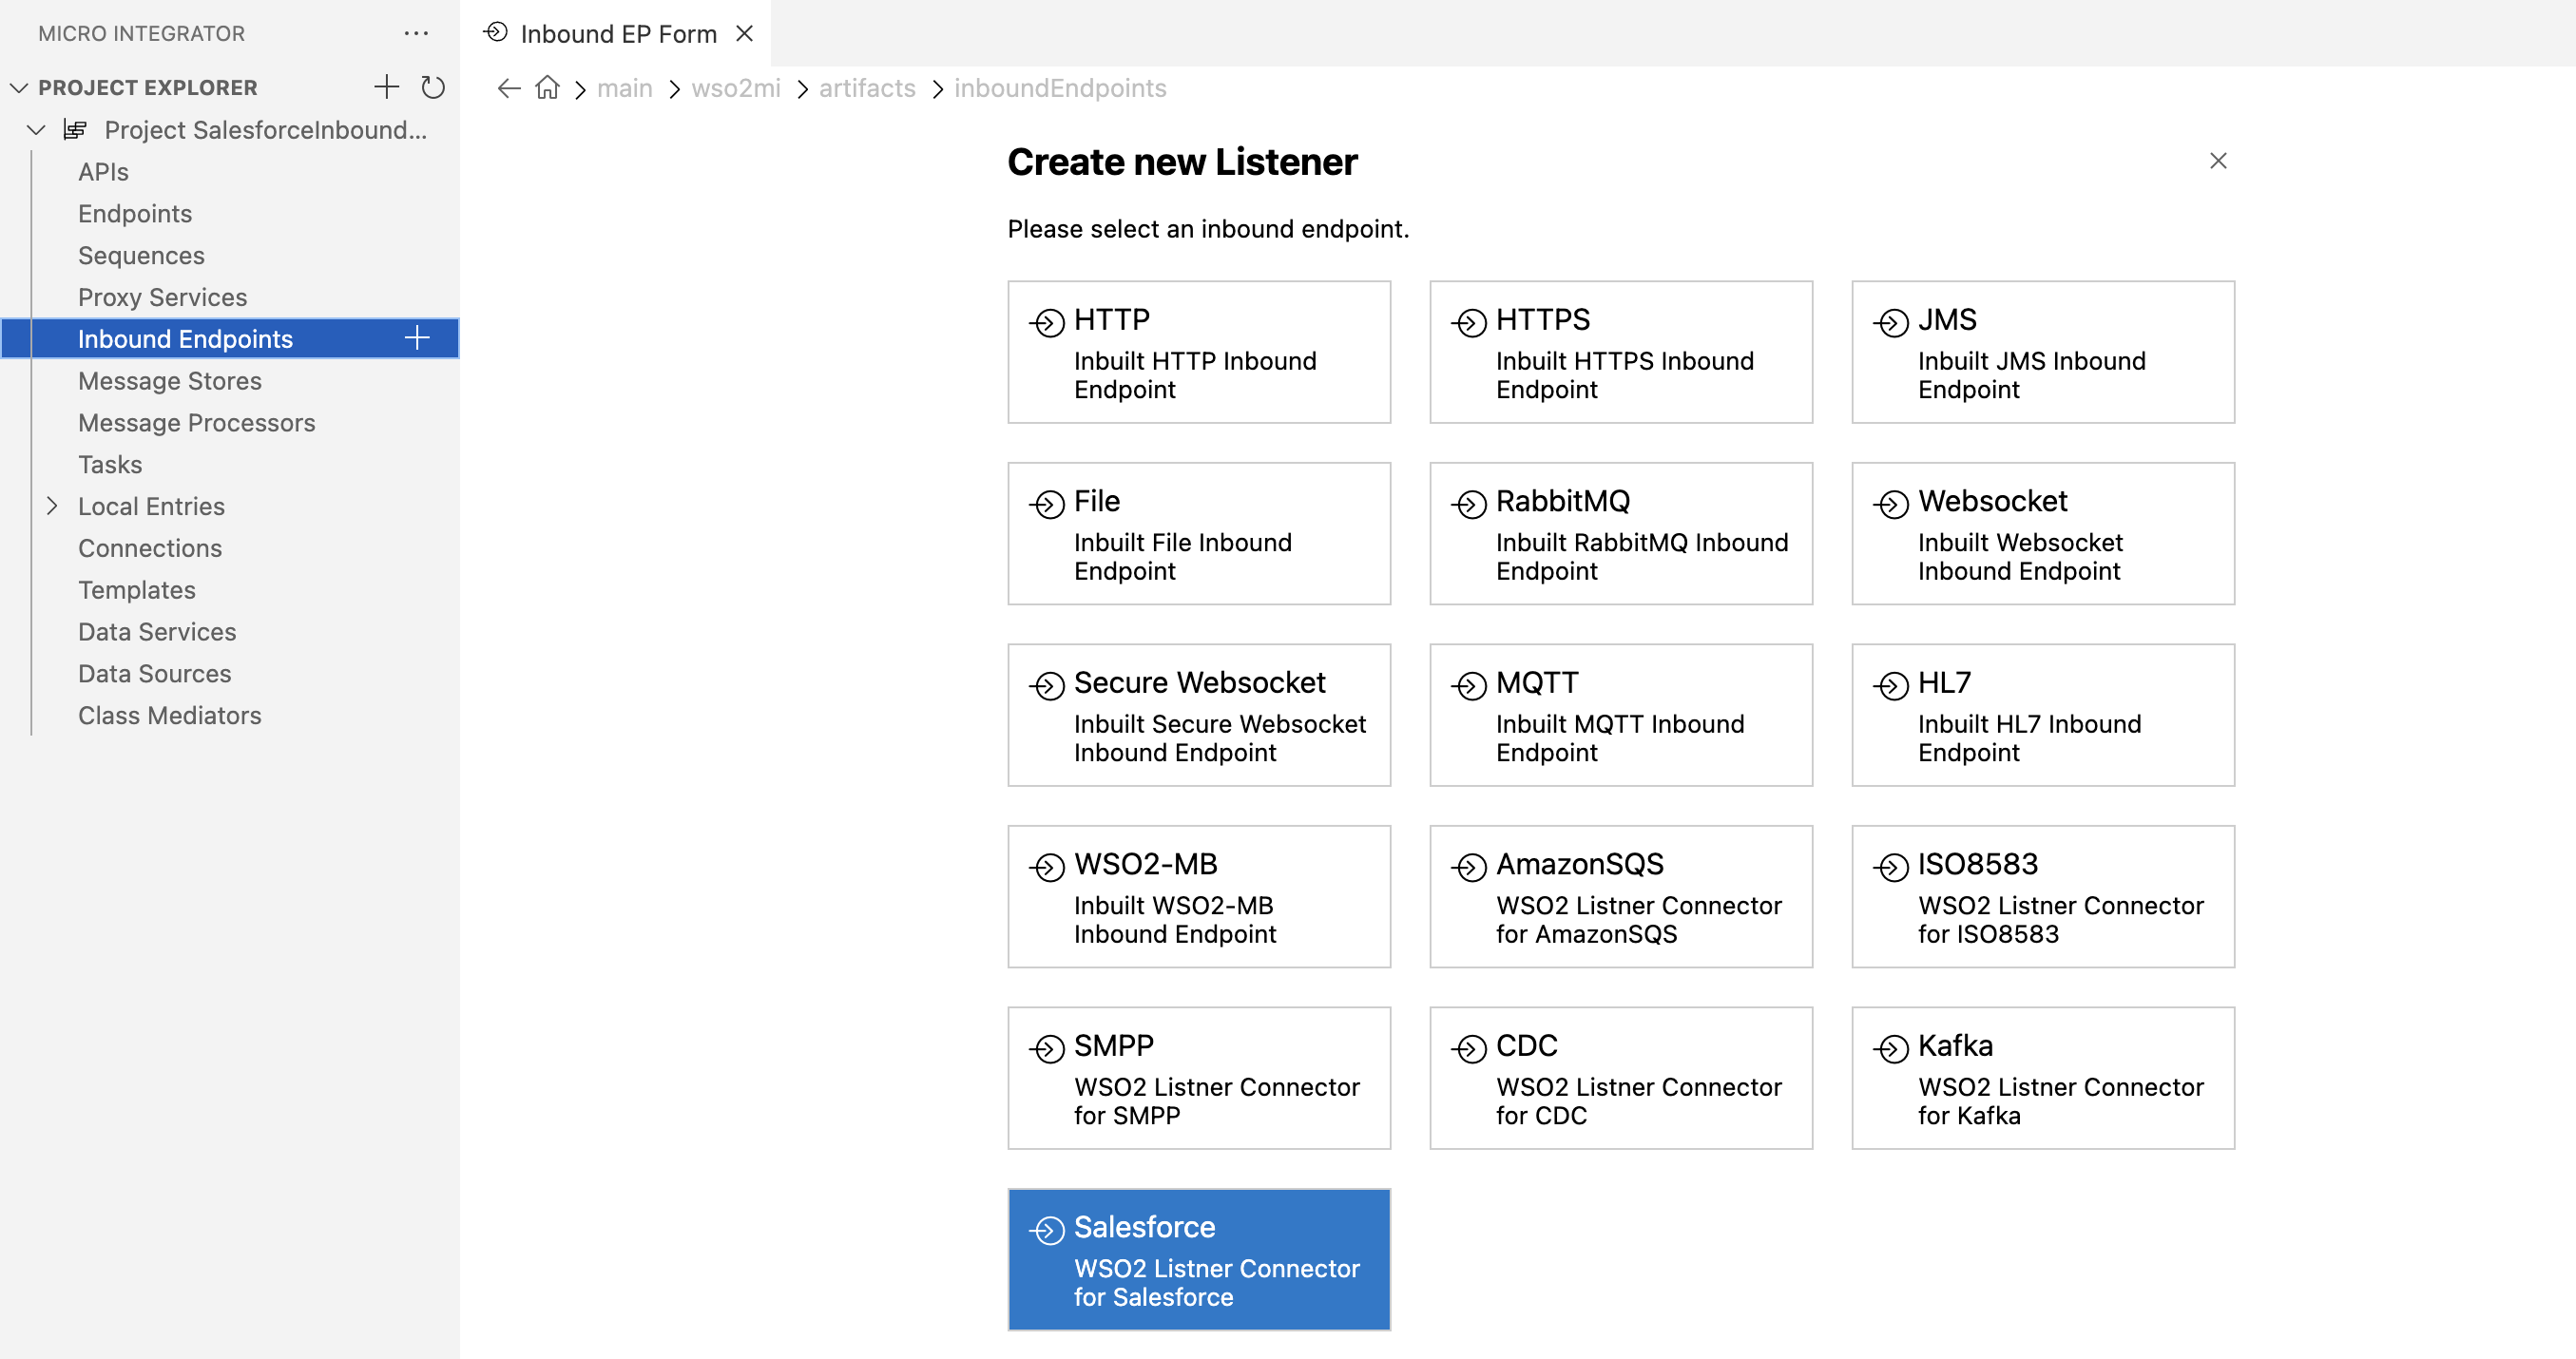 MICRO INTEGRATOR
PROJECT EXPLORER
Project SalesforceInbound...
APIs
Endpoints
Sequences
Proxy Services
Inbound Endpoints
Message Stores
Message Processors
Tasks
Local Entries
Connections
Templates
Data Services
Data Sources
Class Mediators
Inbound EP Form
main > wso2mi > artifacts > inboundEndpoints
Create new Listener
Please select an inbound endpoint.
HTTP
Inbuilt HTTP Inbound
Endpoint
HTTPS
Inbuilt HTTPS Inbound
Endpoint
JMS
Inbuilt JMS Inbound
Endpoint
File
Inbuilt File Inbound
Endpoint
RabbitMQ
Inbuilt RabbitMQ Inbound
Endpoint
Websocket
Inbuilt Websocket
Inbound Endpoint
Secure Websocket
Inbuilt Secure Websocket
Inbound Endpoint
MQTT
Inbuilt MQTT Inbound
Endpoint
HL7
Inbuilt HL7 Inbound
Endpoint
WSO2-MB
Inbuilt WSO2-MB
Inbound Endpoint
AmazonSQS
WSO2 Listner Connector
for AmazonSQS
ISO8583
WSO2 Listner Connector
for ISO8583
SMPP
WSO2 Listner Connector
for SMPP
CDC
WSO2 Listner Connector
for CDC
Kafka
WSO2 Listner Connector
for Kafka
Salesforce
WSO2 Listner Connector
for Salesforce